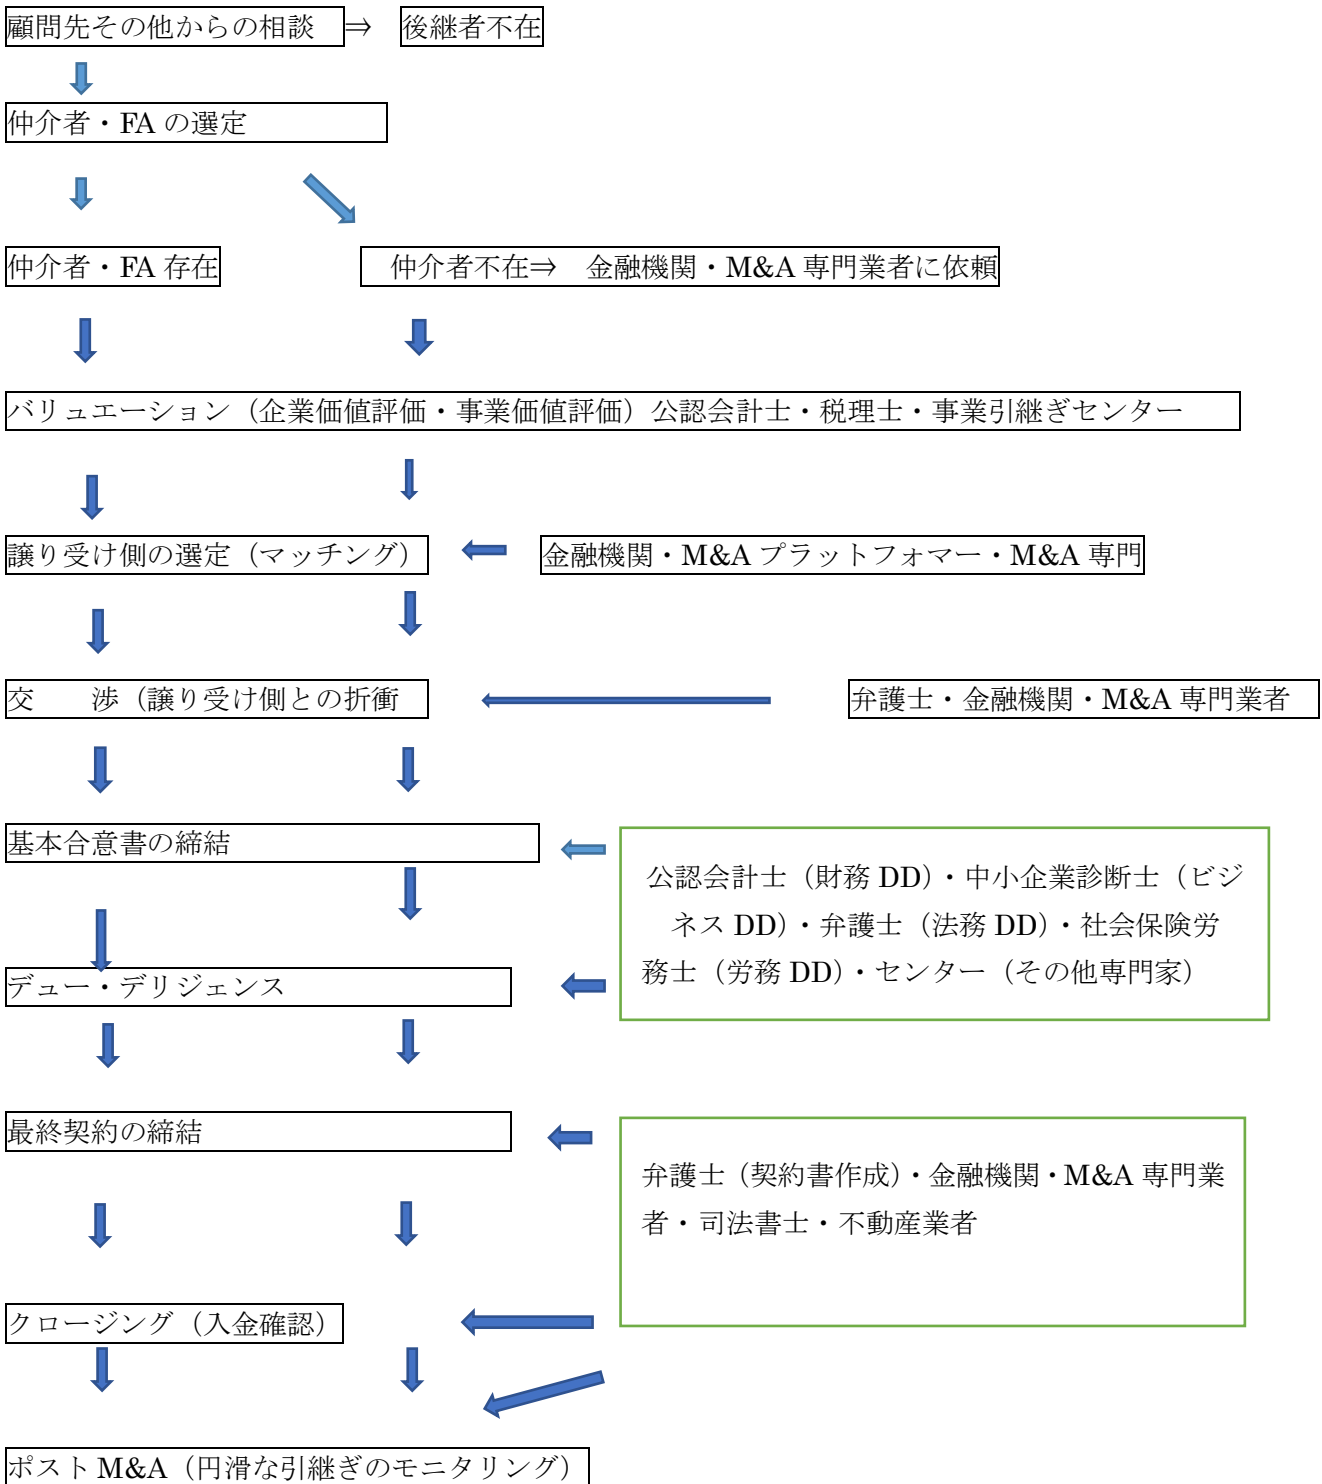 顧問先その他からの相談 ⇒ 後継者不在
仲介者・FA の選定
仲介者・FA 存在
仲介者不在⇒ 金融機関・M&A 専門業者に依頼
バリュエーション（企業価値評価・事業価値評価）公認会計士・税理士・事業引継ぎセンター
譲り受け側の選定（マッチング）
金融機関・M&A プラットフォマー・M&A 専門
交　　渉（譲り受け側との折衝
弁護士・金融機関・M&A 専門業者
基本合意書の締結
公認会計士（財務 DD）・中小企業診断士（ビジ
ネス DD）・弁護士（法務 DD）・社会保険労
務士（労務 DD）・センター（その他専門家）
デュー・デリジェンス
最終契約の締結
弁護士（契約書作成）・金融機関・M&A 専門業
者・司法書士・不動産業者
クロージング（入金確認）
ポスト M&A（円滑な引継ぎのモニタリング）